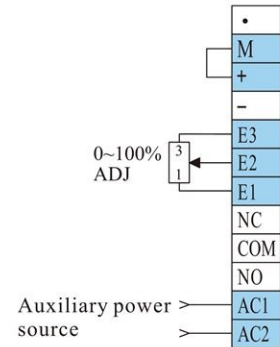 •
M
+
–
E3
0~100%
ADJ
3
1
E2
E1
NC
COM
NO
Auxiliary power
source
AC1
AC2